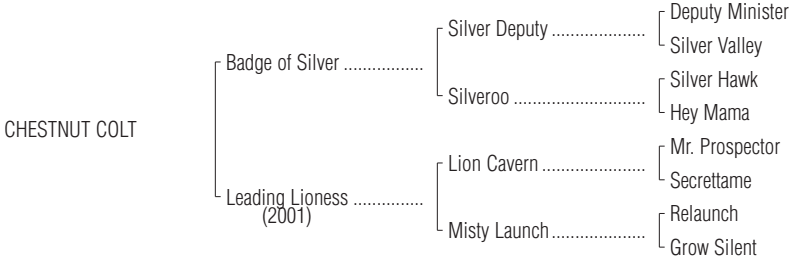 Deputy Minister
Silver Deputy .....................
Silver Valley
Badge of Silver .................
Silver Hawk
Silveroo .............................
Hey Mama
CHESTNUT COLT
Mr. Prospector
Lion Cavern .......................
Secrettame
Leading Lioness ...............
(2001)
Relaunch
Misty Launch .....................
Grow Silent